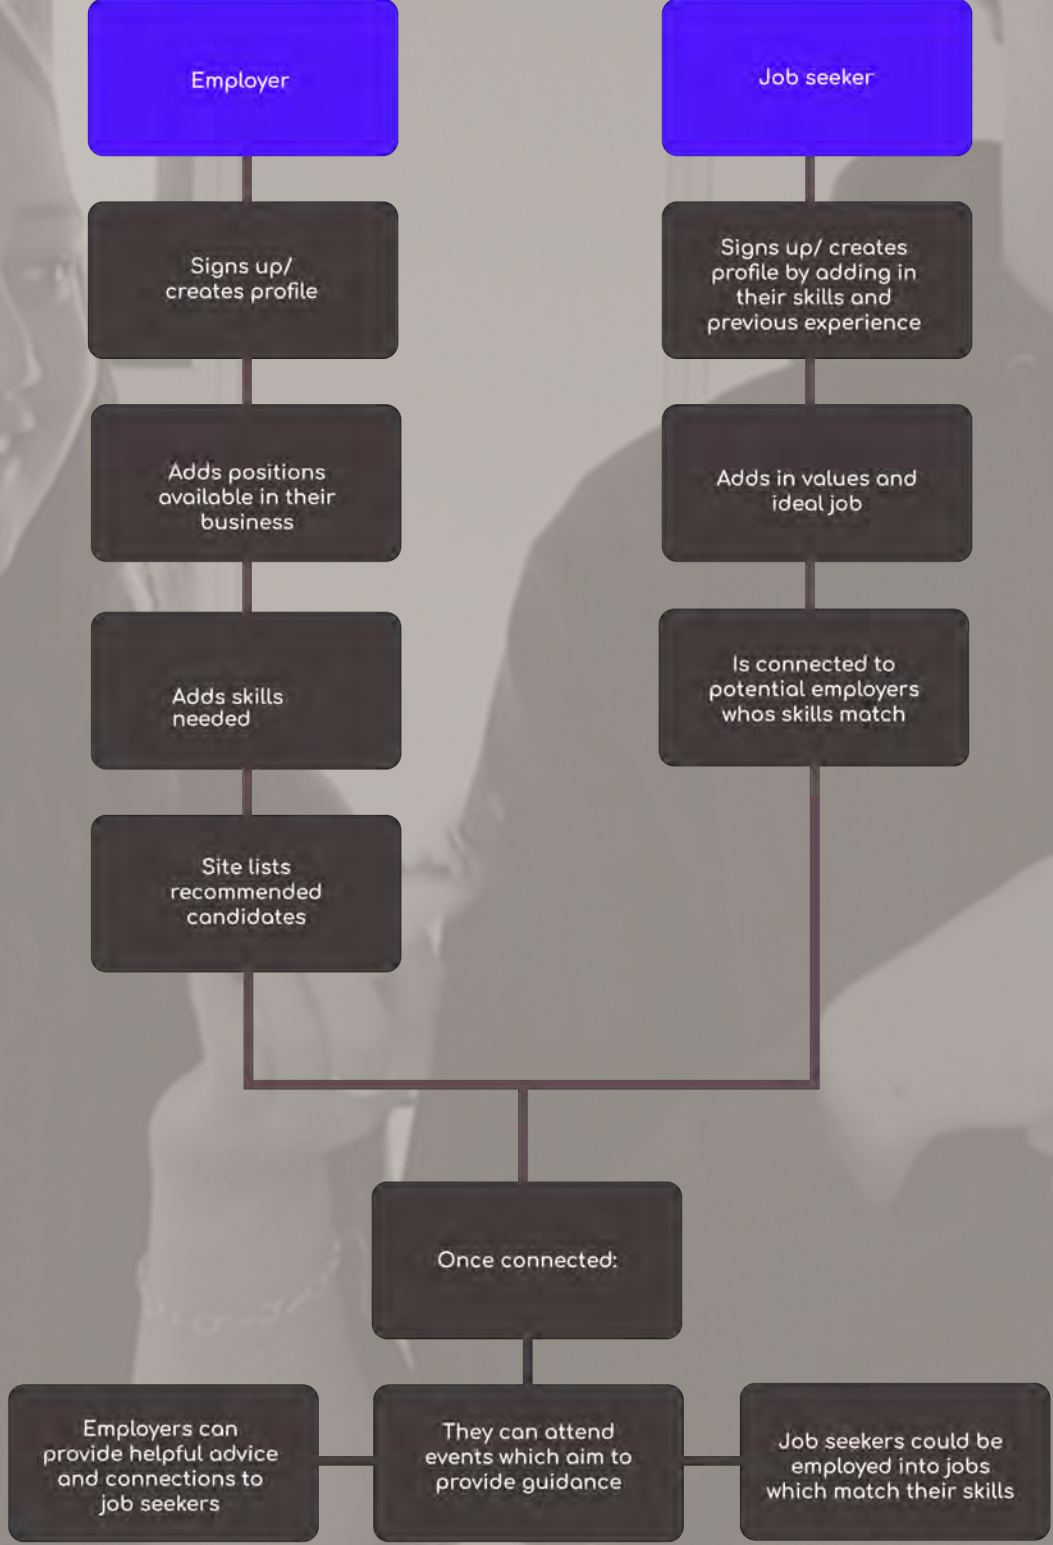 Employer
Job seeker
Signs up/
creates profile
Signs up/ creates
profile by adding in
their skills and
previous experience
Adds positions
available in their
business
Adds in values and
ideal job
Adds skills
needed
Is connected to
potential employers
whos skills match
Site lists
recommended
candidates
Once connected:
Employers can
provide helpful advice
and connections to
job seekers
They can attend
events which aim to
provide guidance
Job seekers could be
employed into jobs
which match their skills